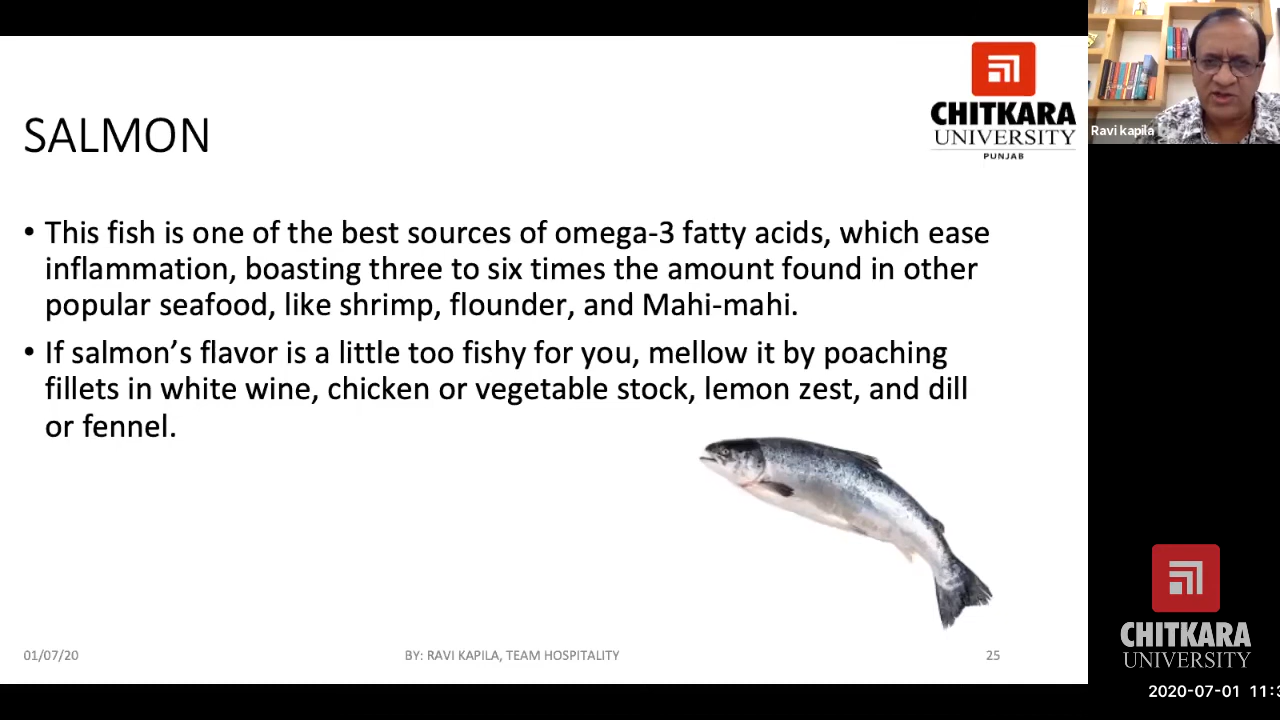 CHITKARA
UNIVERSITY
PUNJAB
Ravi kapila
SALMON
• This fish is one of the best sources of omega-3 fatty acids, which ease
inflammation, boasting three to six times the amount found in other
popular seafood, like shrimp, flounder, and Mahi-mahi.
• If salmon’s flavor is a little too fishy for you, mellow it by poaching
fillets in white wine, chicken or vegetable stock, lemon zest, and dill
or fennel.
01/07/20
BY: RAVI KAPILA, TEAM HOSPITALITY
25
CHITKARA
UNIVERSITY
2020-07-01